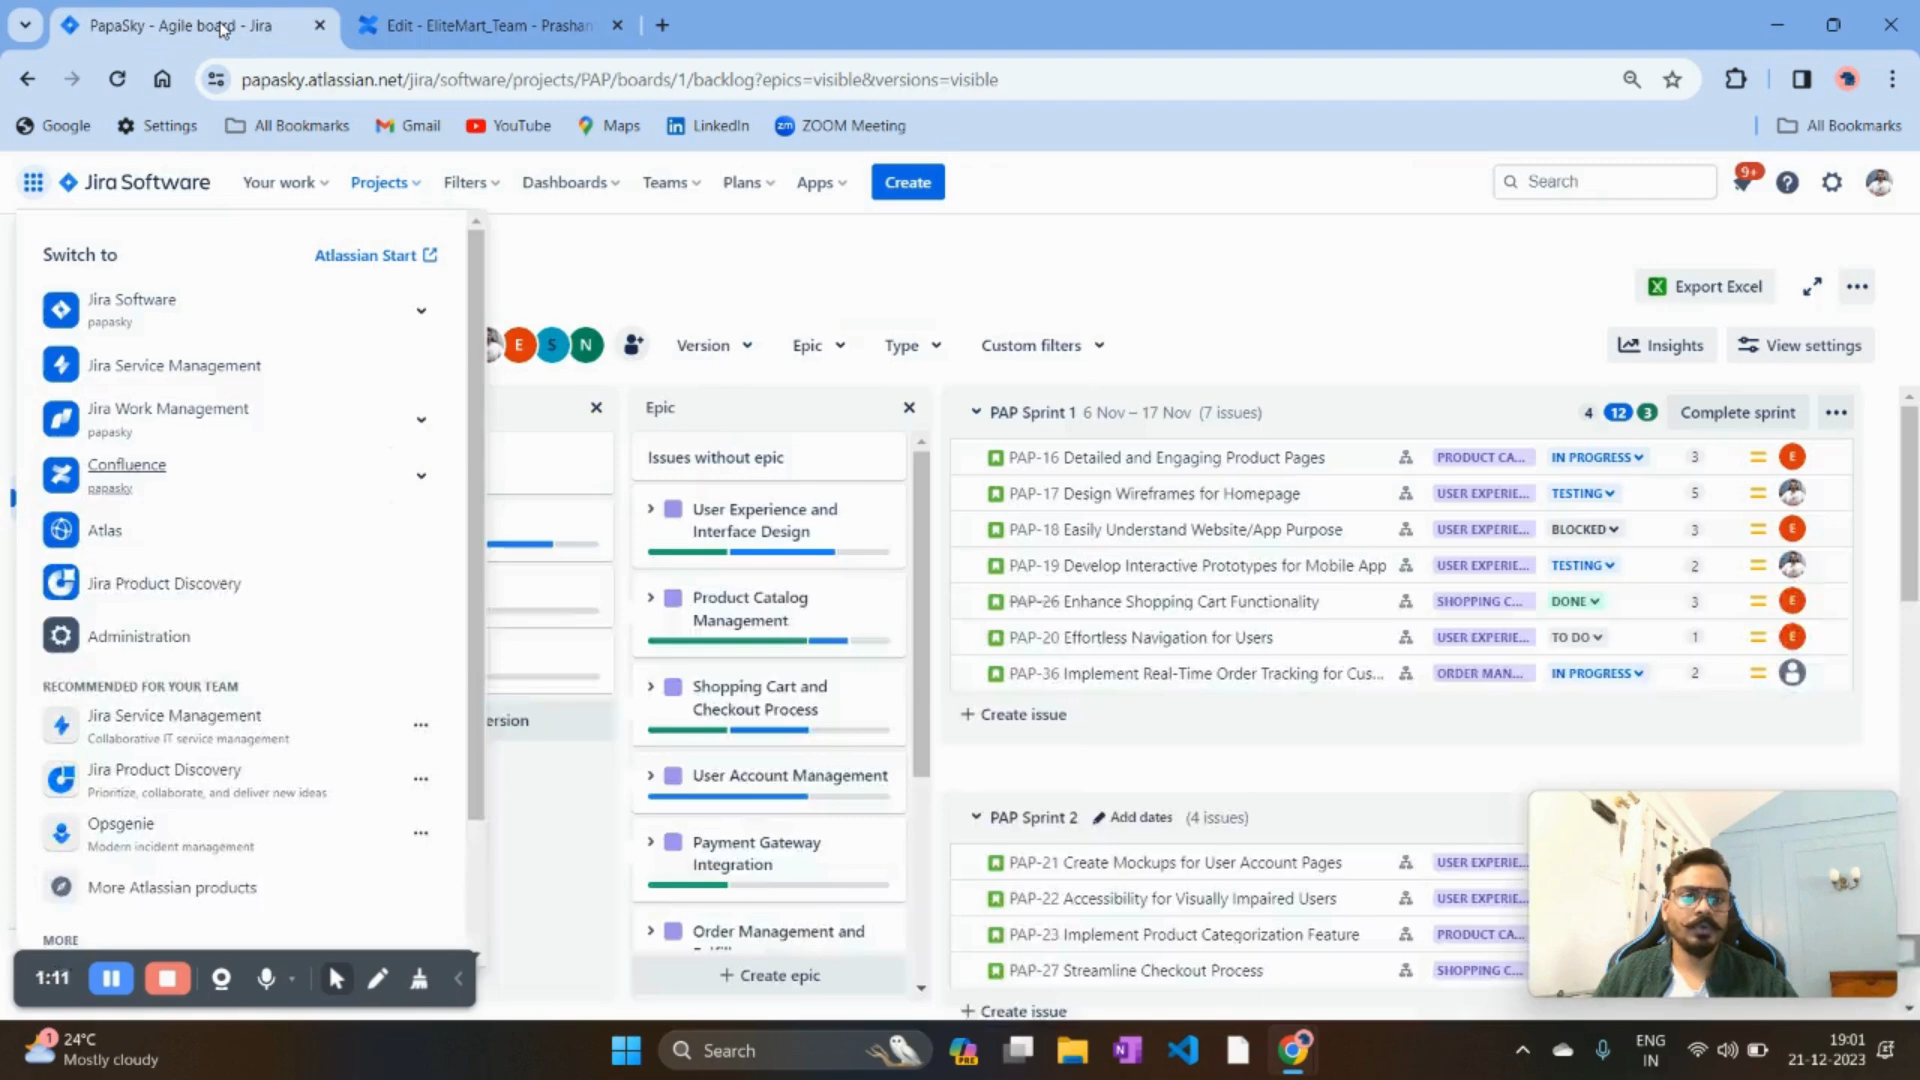 PapaSky - Agile board - Jira
Edit - EliteMart_Team - Prashan
papasky.atlassian.net/jira/software/projects/PAP/boards/1/backlog?epics=visible&versions=visible
Google
Settings
All Bookmarks
Gmail
YouTube
Maps
LinkedIn
ZOOM Meeting
All Bookmarks
Jira Software
Your work
Projects
Filters
Dashboards
Teams
Plans
Apps
Create
Search
9+
Switch to
Atlassian Start
Jira Software
papasky
Jira Service Management
Jira Work Management
papasky
Confluence
papasky
Atlas
Jira Product Discovery
Administration
RECOMMENDED FOR YOUR TEAM
Jira Service Management
Collaborative IT service management
Jira Product Discovery
Prioritize, collaborate, and deliver new ideas
Opsgenie
Modern incident management
More Atlassian products
MORE
1:11
Export Excel
E
S
N
Version
Epic
Type
Custom filters
Insights
View settings
ersion
Epic
Issues without epic
User Experience and
Interface Design
Product Catalog
Management
Shopping Cart and
Checkout Process
User Account Management
Payment Gateway
Integration
Order Management and
+ Create epic
PAP Sprint 1 6 Nov – 17 Nov (7 issues)
4 12 3 Complete sprint
PAP-16 Detailed and Engaging Product Pages PRODUCT CA... IN PROGRESS 3 E
PAP-17 Design Wireframes for Homepage USER EXPERIE... TESTING 5
PAP-18 Easily Understand Website/App Purpose USER EXPERIE... BLOCKED 3 E
PAP-19 Develop Interactive Prototypes for Mobile App USER EXPERIE... TESTING 2
PAP-26 Enhance Shopping Cart Functionality SHOPPING C... DONE 3 E
PAP-20 Effortless Navigation for Users USER EXPERIE... TO DO 1 E
PAP-36 Implement Real-Time Order Tracking for Cus... ORDER MAN... IN PROGRESS 2
+ Create issue
PAP Sprint 2 Add dates (4 issues)
PAP-21 Create Mockups for User Account Pages USER EXPERIE...
PAP-22 Accessibility for Visually Impaired Users USER EXPERIE...
PAP-23 Implement Product Categorization Feature PRODUCT CA...
PAP-27 Streamline Checkout Process SHOPPING C...
+ Create issue
1
24°C
Mostly cloudy
Search
PRE
ENG
IN
19:01
21-12-2023